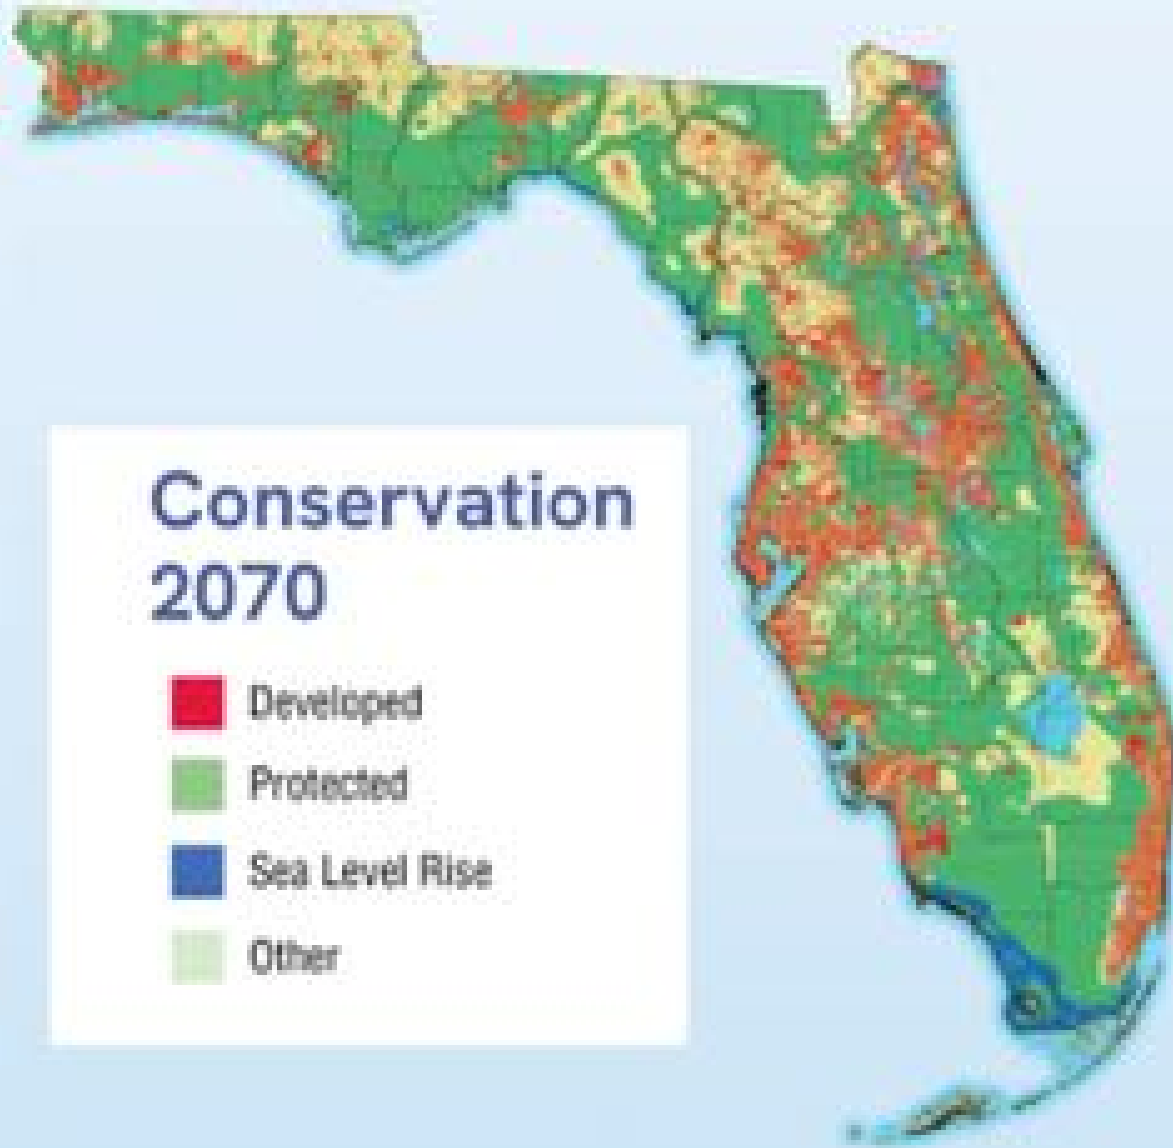 Conservation
2070
Developed
Protected
Sea Level Rise
Other